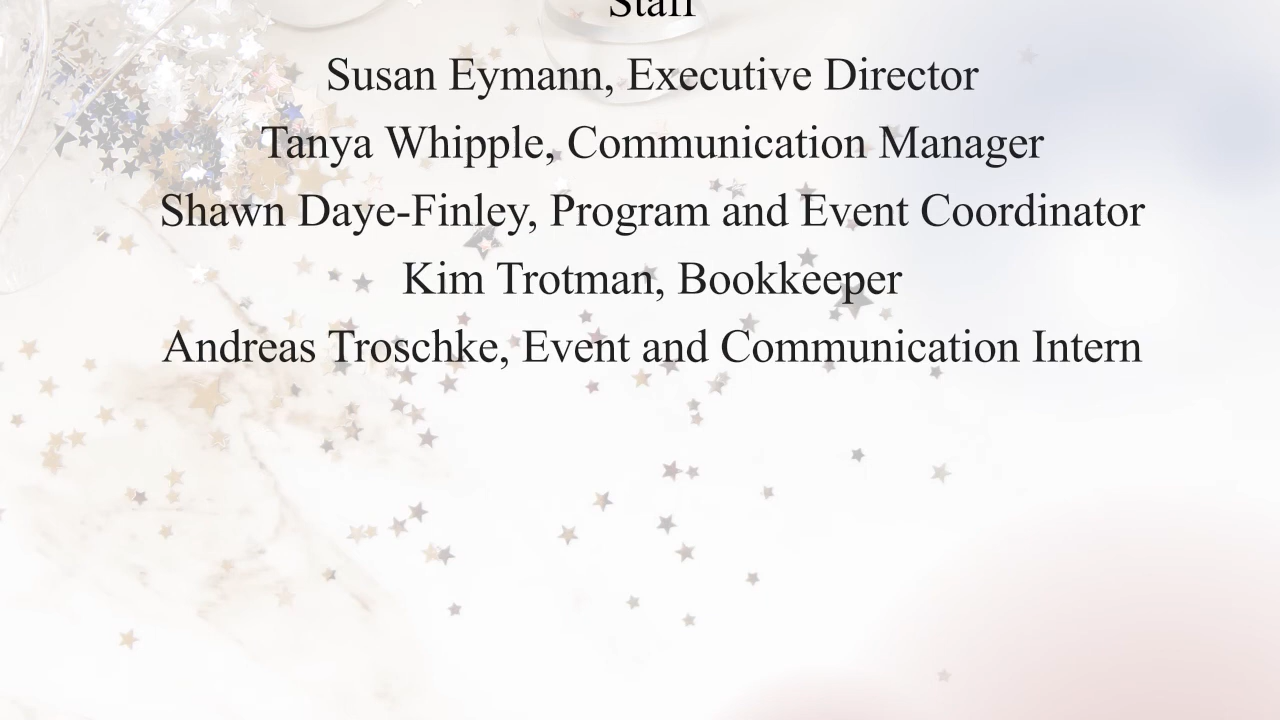 Staff
Susan Eymann, Executive Director
Tanya Whipple, Communication Manager
Shawn Daye-Finley, Program and Event Coordinator
Kim Trotman, Bookkeeper
Andreas Troschke, Event and Communication Intern